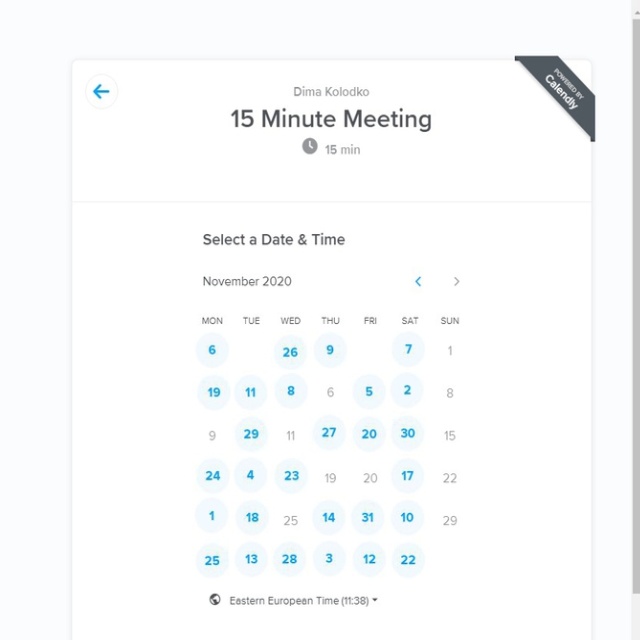 POWERED BY
Calendly
Dima Kolodko
15 Minute Meeting
15 min
Select a Date & Time
November 2020
MON TUE WED THU FRI SAT SUN
6 26 9 7 1
19 11 8 6 5 2 8
9 29 11 27 20 30 15
24 4 23 19 20 17 22
1 18 25 14 31 10 29
25 13 28 3 12 22
Eastern European Time (11:38)